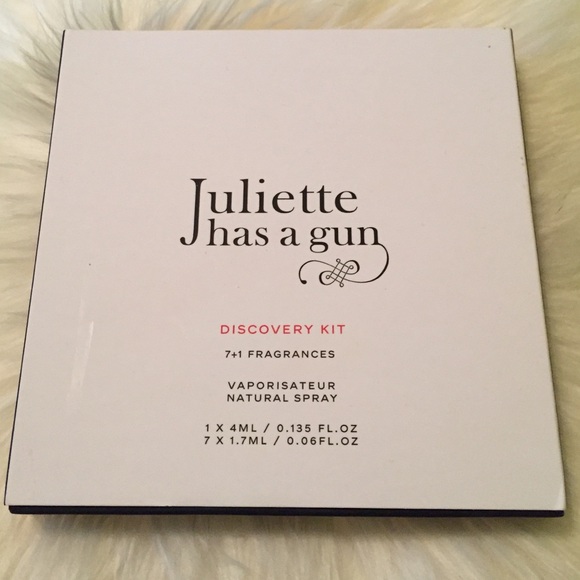 Juliette
has a gun
DISCOVERY KIT
7+1 FRAGRANCES
VAPORISATEUR
NATURAL SPRAY
1 X 4ML / 0.135 FL.OZ
7 X 1.7ML / 0.06FL.OZ